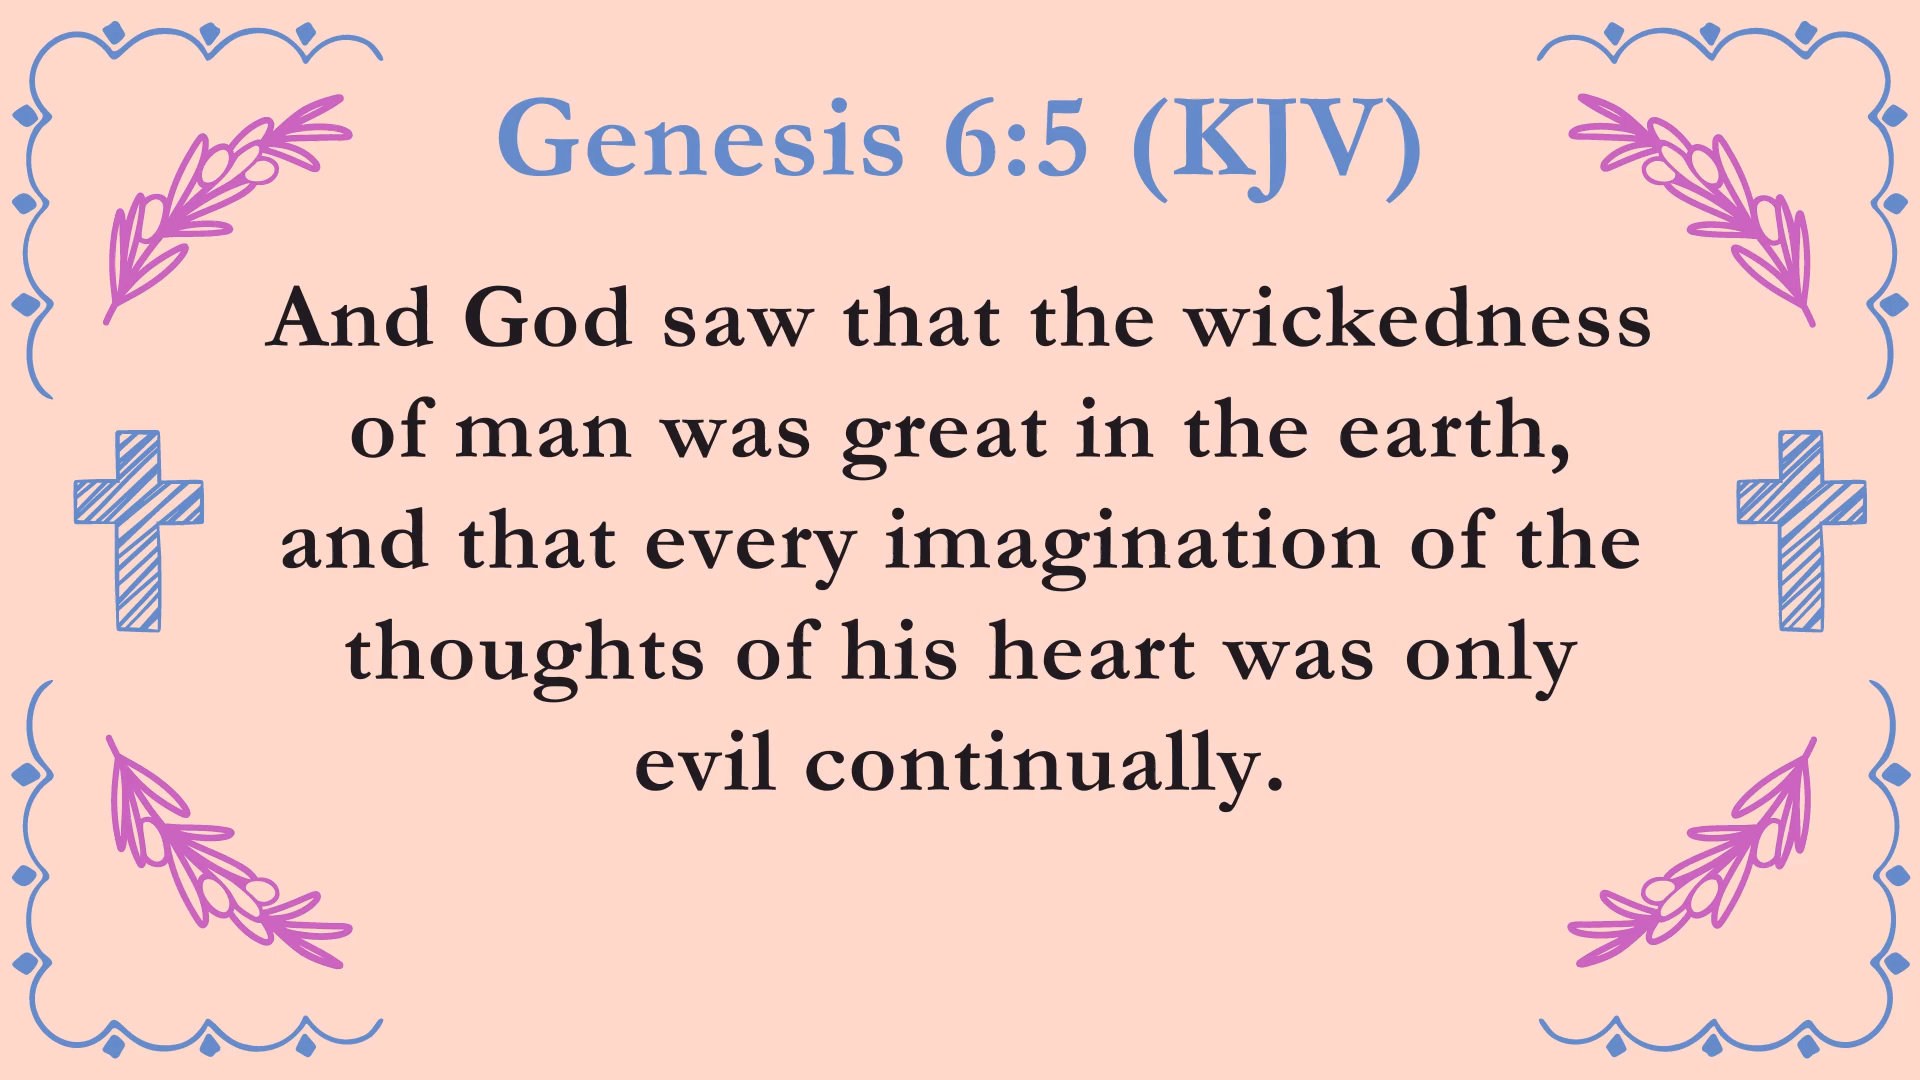 Genesis 6:5 (KJV)
And God saw that the wickedness
of man was great in the earth,
and that every imagination of the
thoughts of his heart was only
evil continually.